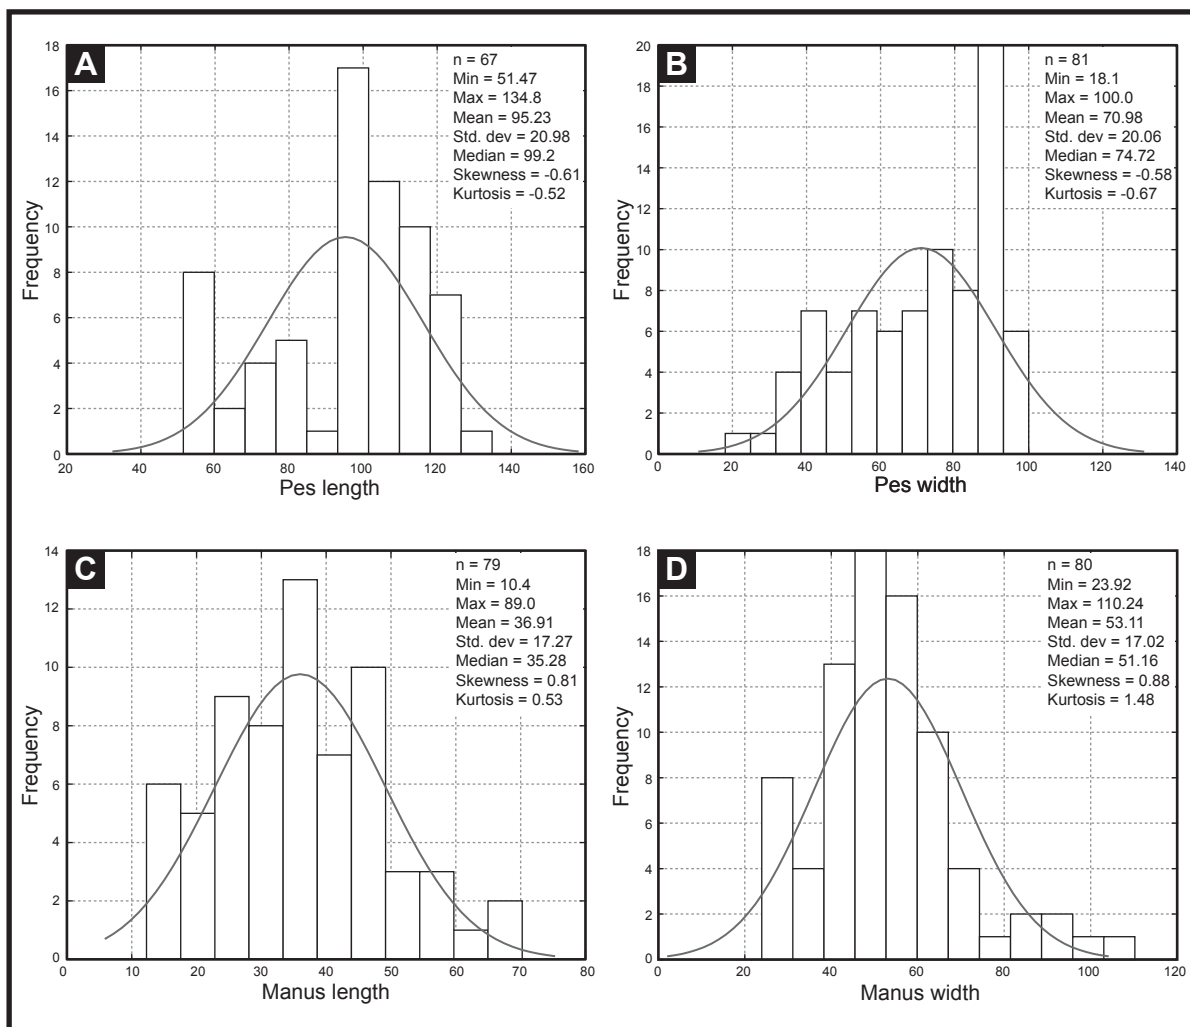 A
n = 67
Min = 51.47
Max = 134.8
Mean = 95.23
Std. dev = 20.98
Median = 99.2
Skewness = -0.61
Kurtosis = -0.52
Frequency
18
16
14
12
10
8
6
4
2
0
20 40 60 80 100 120 140 160
Pes length
B
n = 81
Min = 18.1
Max = 100.0
Mean = 70.98
Std. dev = 20.06
Median = 74.72
Skewness = -0.58
Kurtosis = -0.67
Frequency
20
18
16
14
12
10
8
6
4
2
0
0 20 40 60 80 100 120 140
Pes width
C
n = 79
Min = 10.4
Max = 89.0
Mean = 36.91
Std. dev = 17.27
Median = 35.28
Skewness = 0.81
Kurtosis = 0.53
Frequency
14
12
10
8
6
4
2
0
0 10 20 30 40 50 60 70 80
Manus length
D
n = 80
Min = 23.92
Max = 110.24
Mean = 53.11
Std. dev = 17.02
Median = 51.16
Skewness = 0.88
Kurtosis = 1.48
Frequency
18
16
14
12
10
8
6
4
2
0
0 20 40 60 80 100 120
Manus width